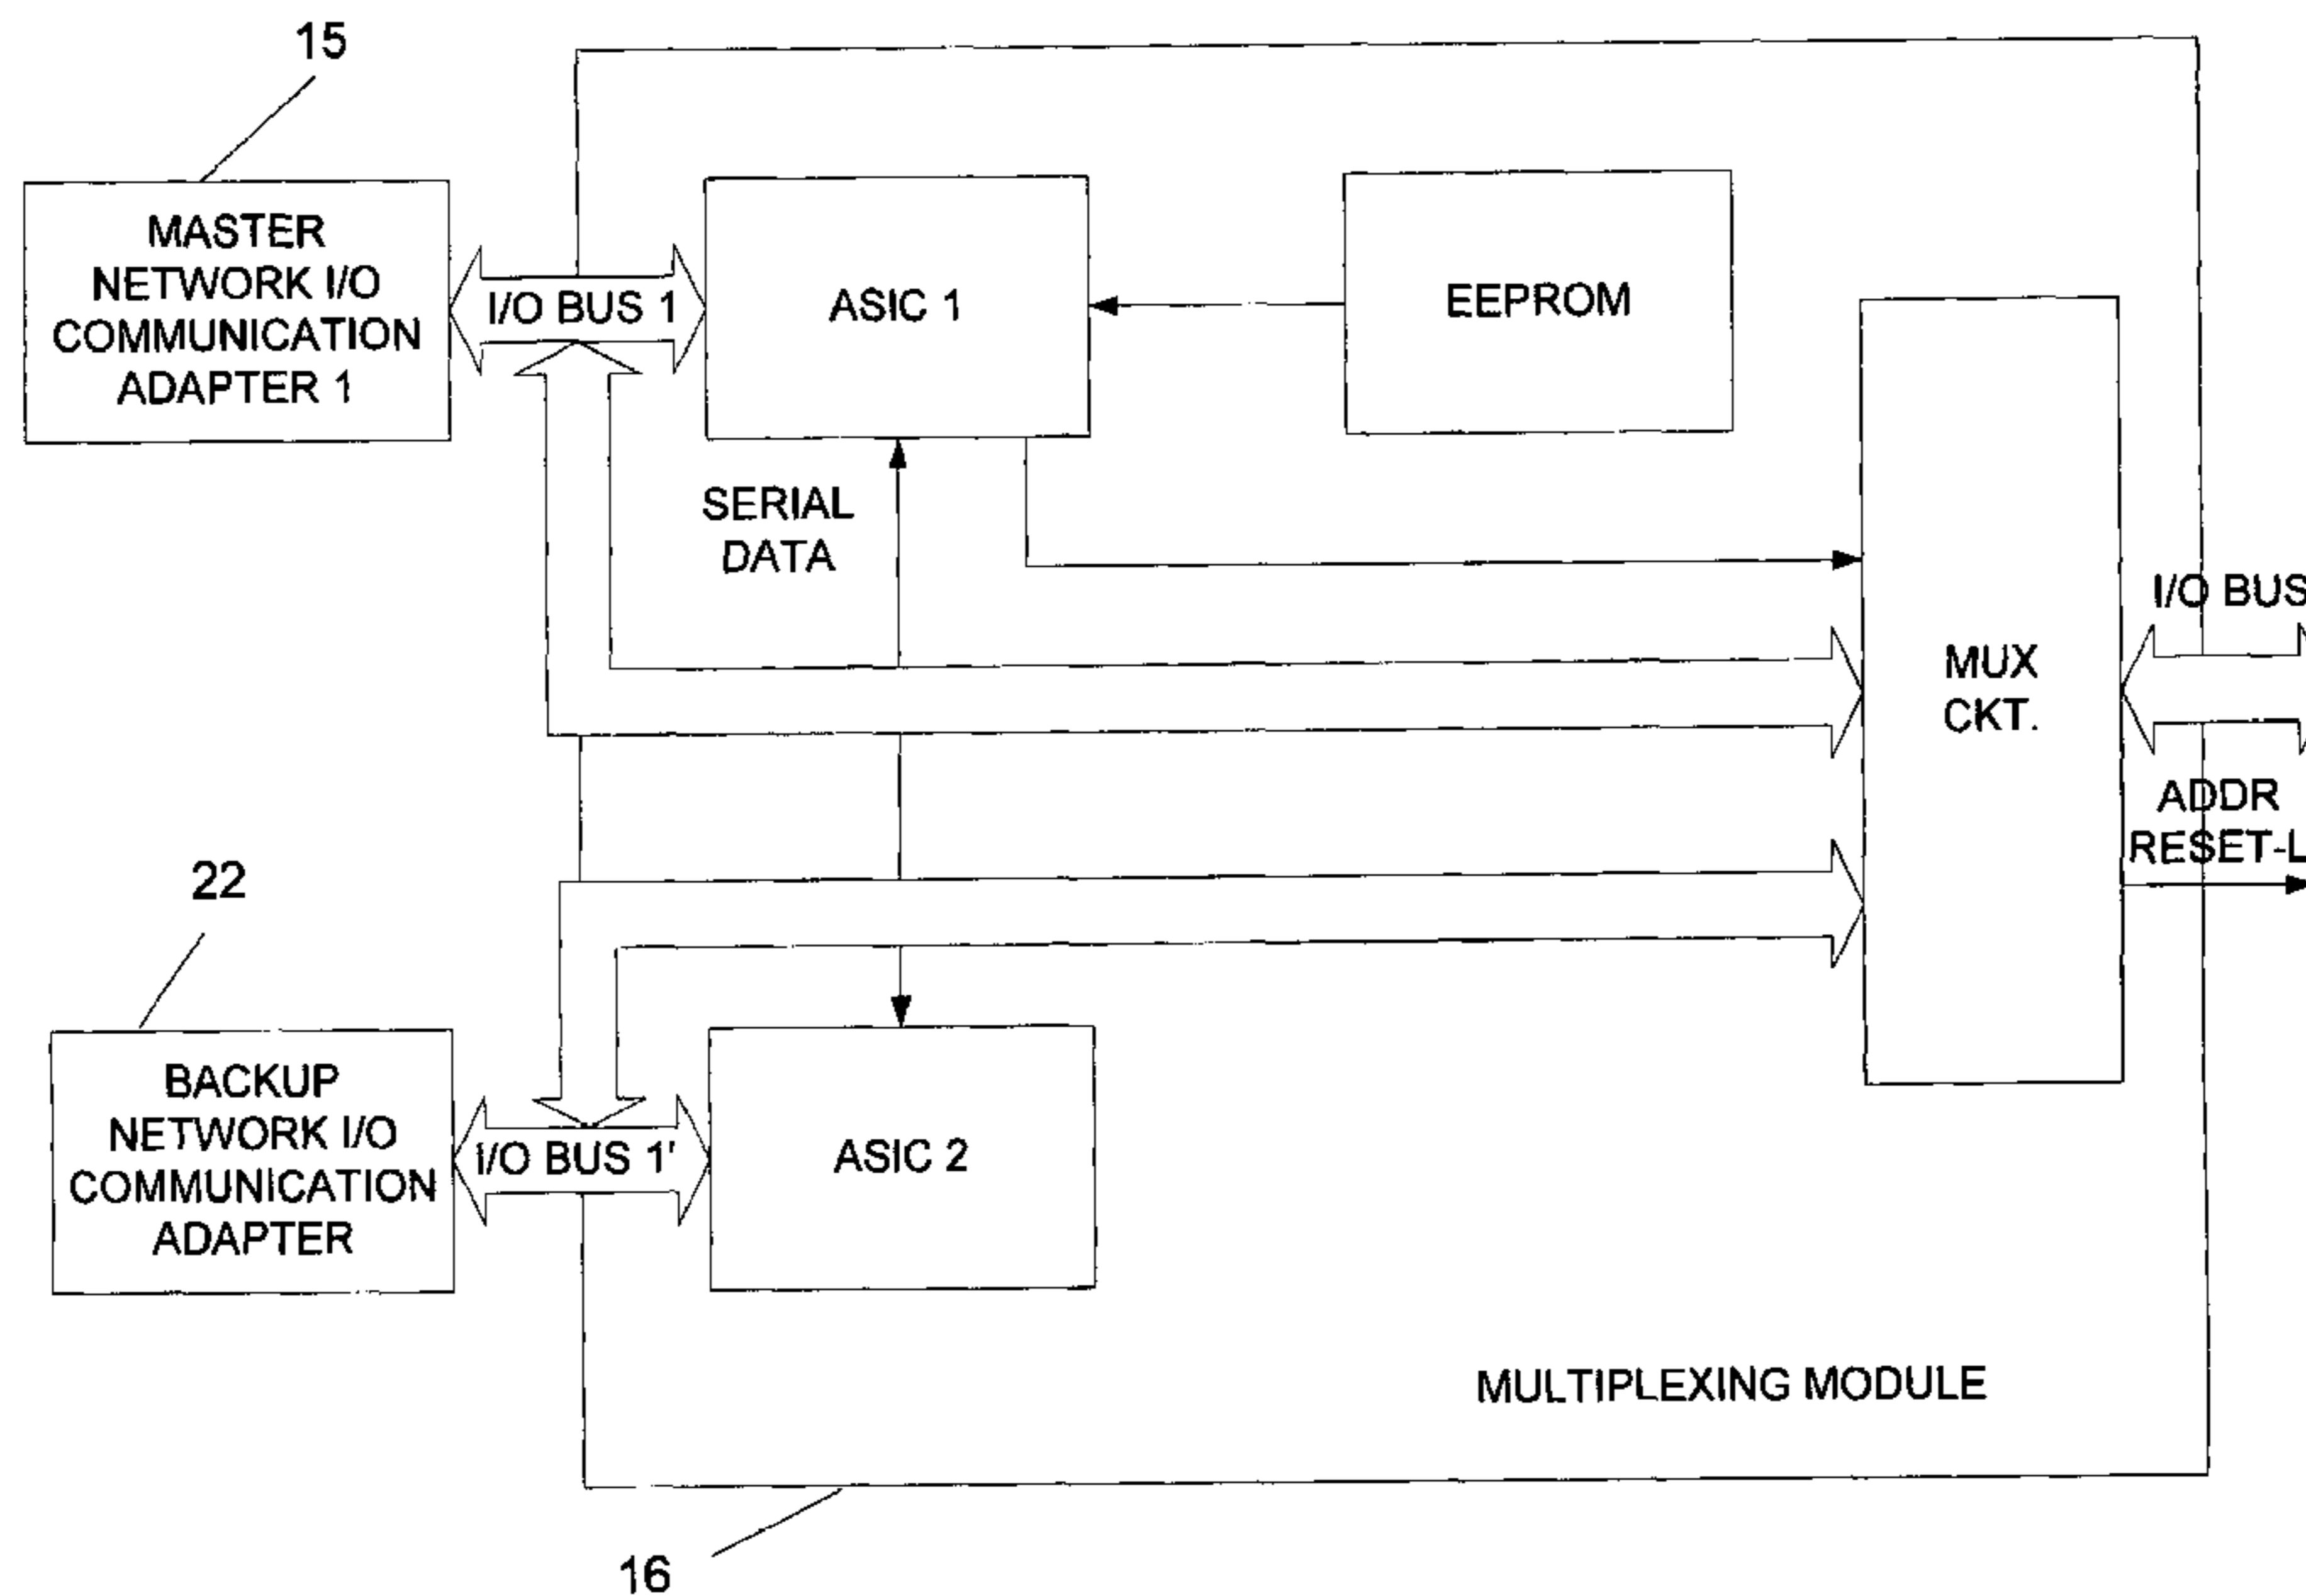 15
MASTER
NETWORK I/O
COMMUNICATION
ADAPTER 1
I/O BUS 1
ASIC 1
EEPROM
SERIAL
DATA
MUX
CKT.
I/O BUS
ADDR
RESET-L
22
BACKUP
NETWORK I/O
COMMUNICATION
ADAPTER
I/O BUS 1'
ASIC 2
MULTIPLEXING MODULE
16